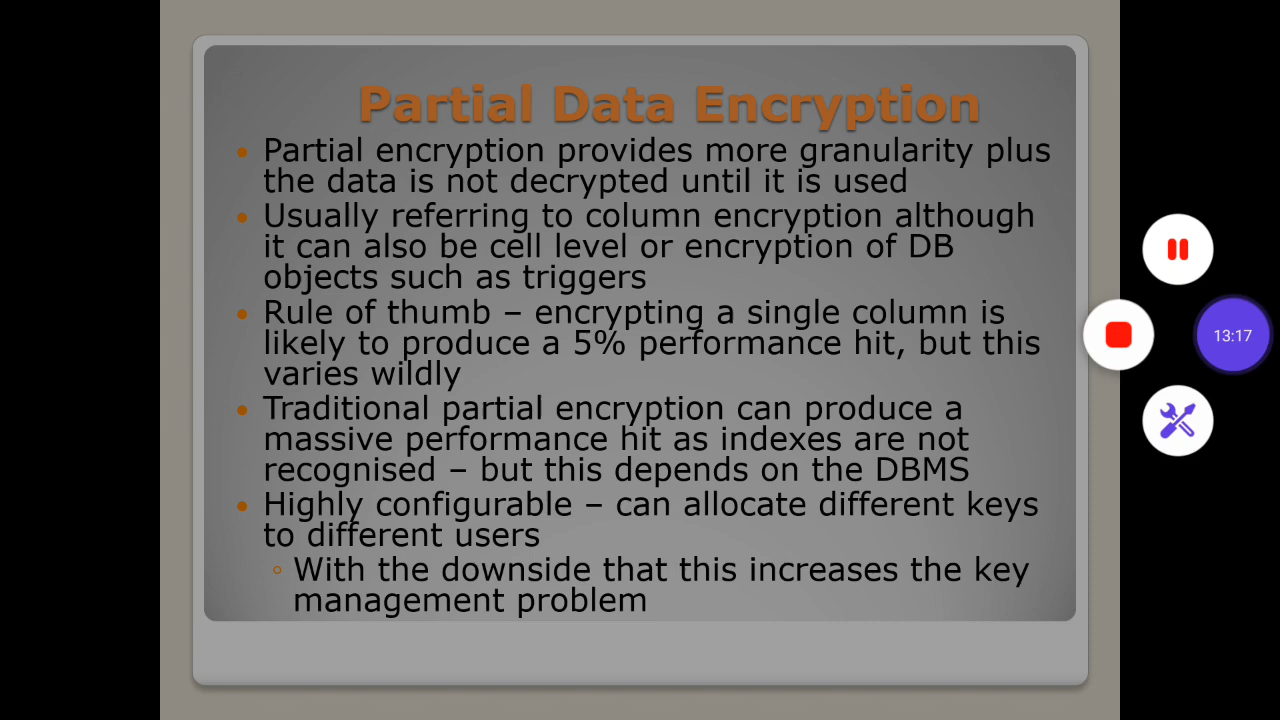 Partial Data Encryption
• Partial encryption provides more granularity plus
the data is not decrypted until it is used
• Usually referring to column encryption although
it can also be cell level or encryption of DB
objects such as triggers
• Rule of thumb – encrypting a single column is
likely to produce a 5% performance hit, but this
varies wildly
• Traditional partial encryption can produce a
massive performance hit as indexes are not
recognised – but this depends on the DBMS
• Highly configurable – can allocate different keys
to different users
◦ With the downside that this increases the key
management problem
13:17